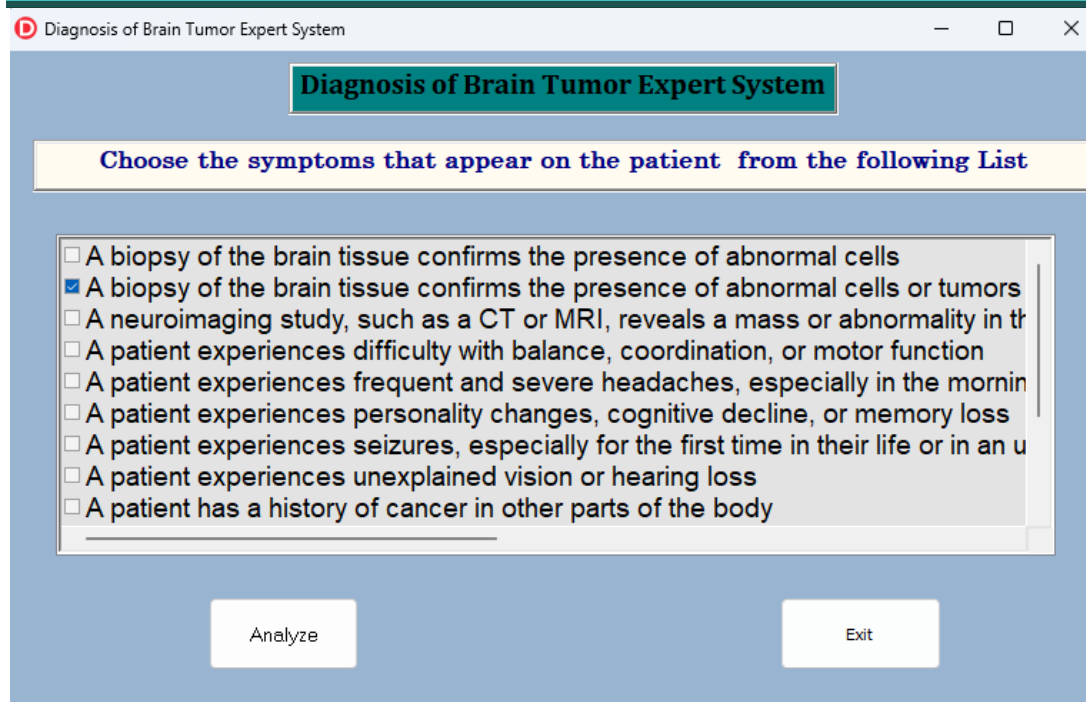 Diagnosis of Brain Tumor Expert System
Diagnosis of Brain Tumor Expert System
Choose the symptoms that appear on the patient from the following List
A biopsy of the brain tissue confirms the presence of abnormal cells
A biopsy of the brain tissue confirms the presence of abnormal cells or tumors
A neuroimaging study, such as a CT or MRI, reveals a mass or abnormality in
A patient experiences difficulty with balance, coordination, or motor function
A patient experiences frequent and severe headaches, especially in the
A patient experiences personality changes, cognitive decline, or memory loss
A patient experiences seizures, especially for the first time in their life or in an
A patient experiences unexplained vision or hearing loss
A patient has a history of cancer in other parts of the body
Analyze
Exit